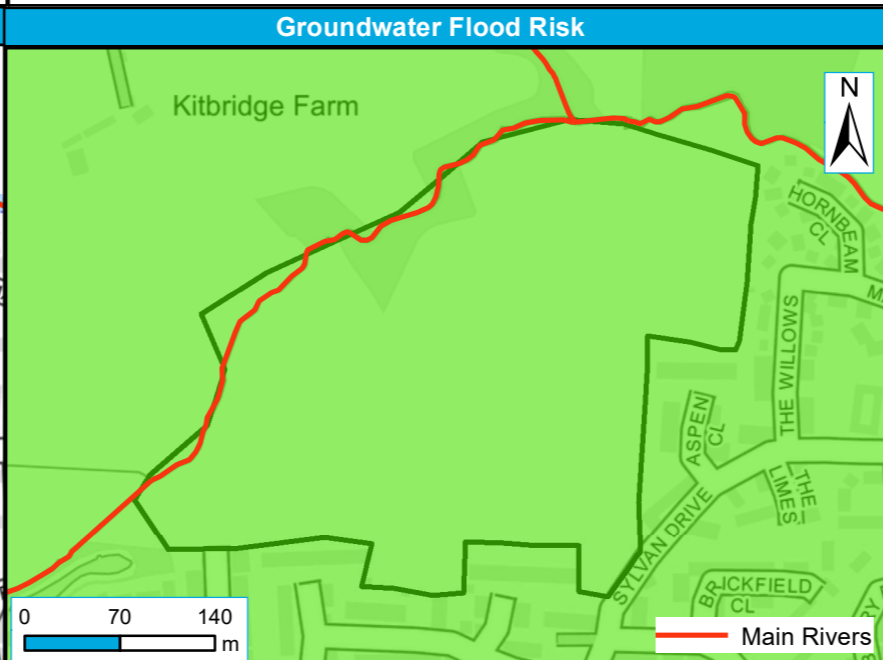 Groundwater Flood Risk
Kitbridge Farm
N
HORNBEAM
CL
THE WILLOWS
ASPEN
CL
THE
LIMES
SYLVAN DRIVE
BRICKFIELD
CL
0 70 140
m
Main Rivers